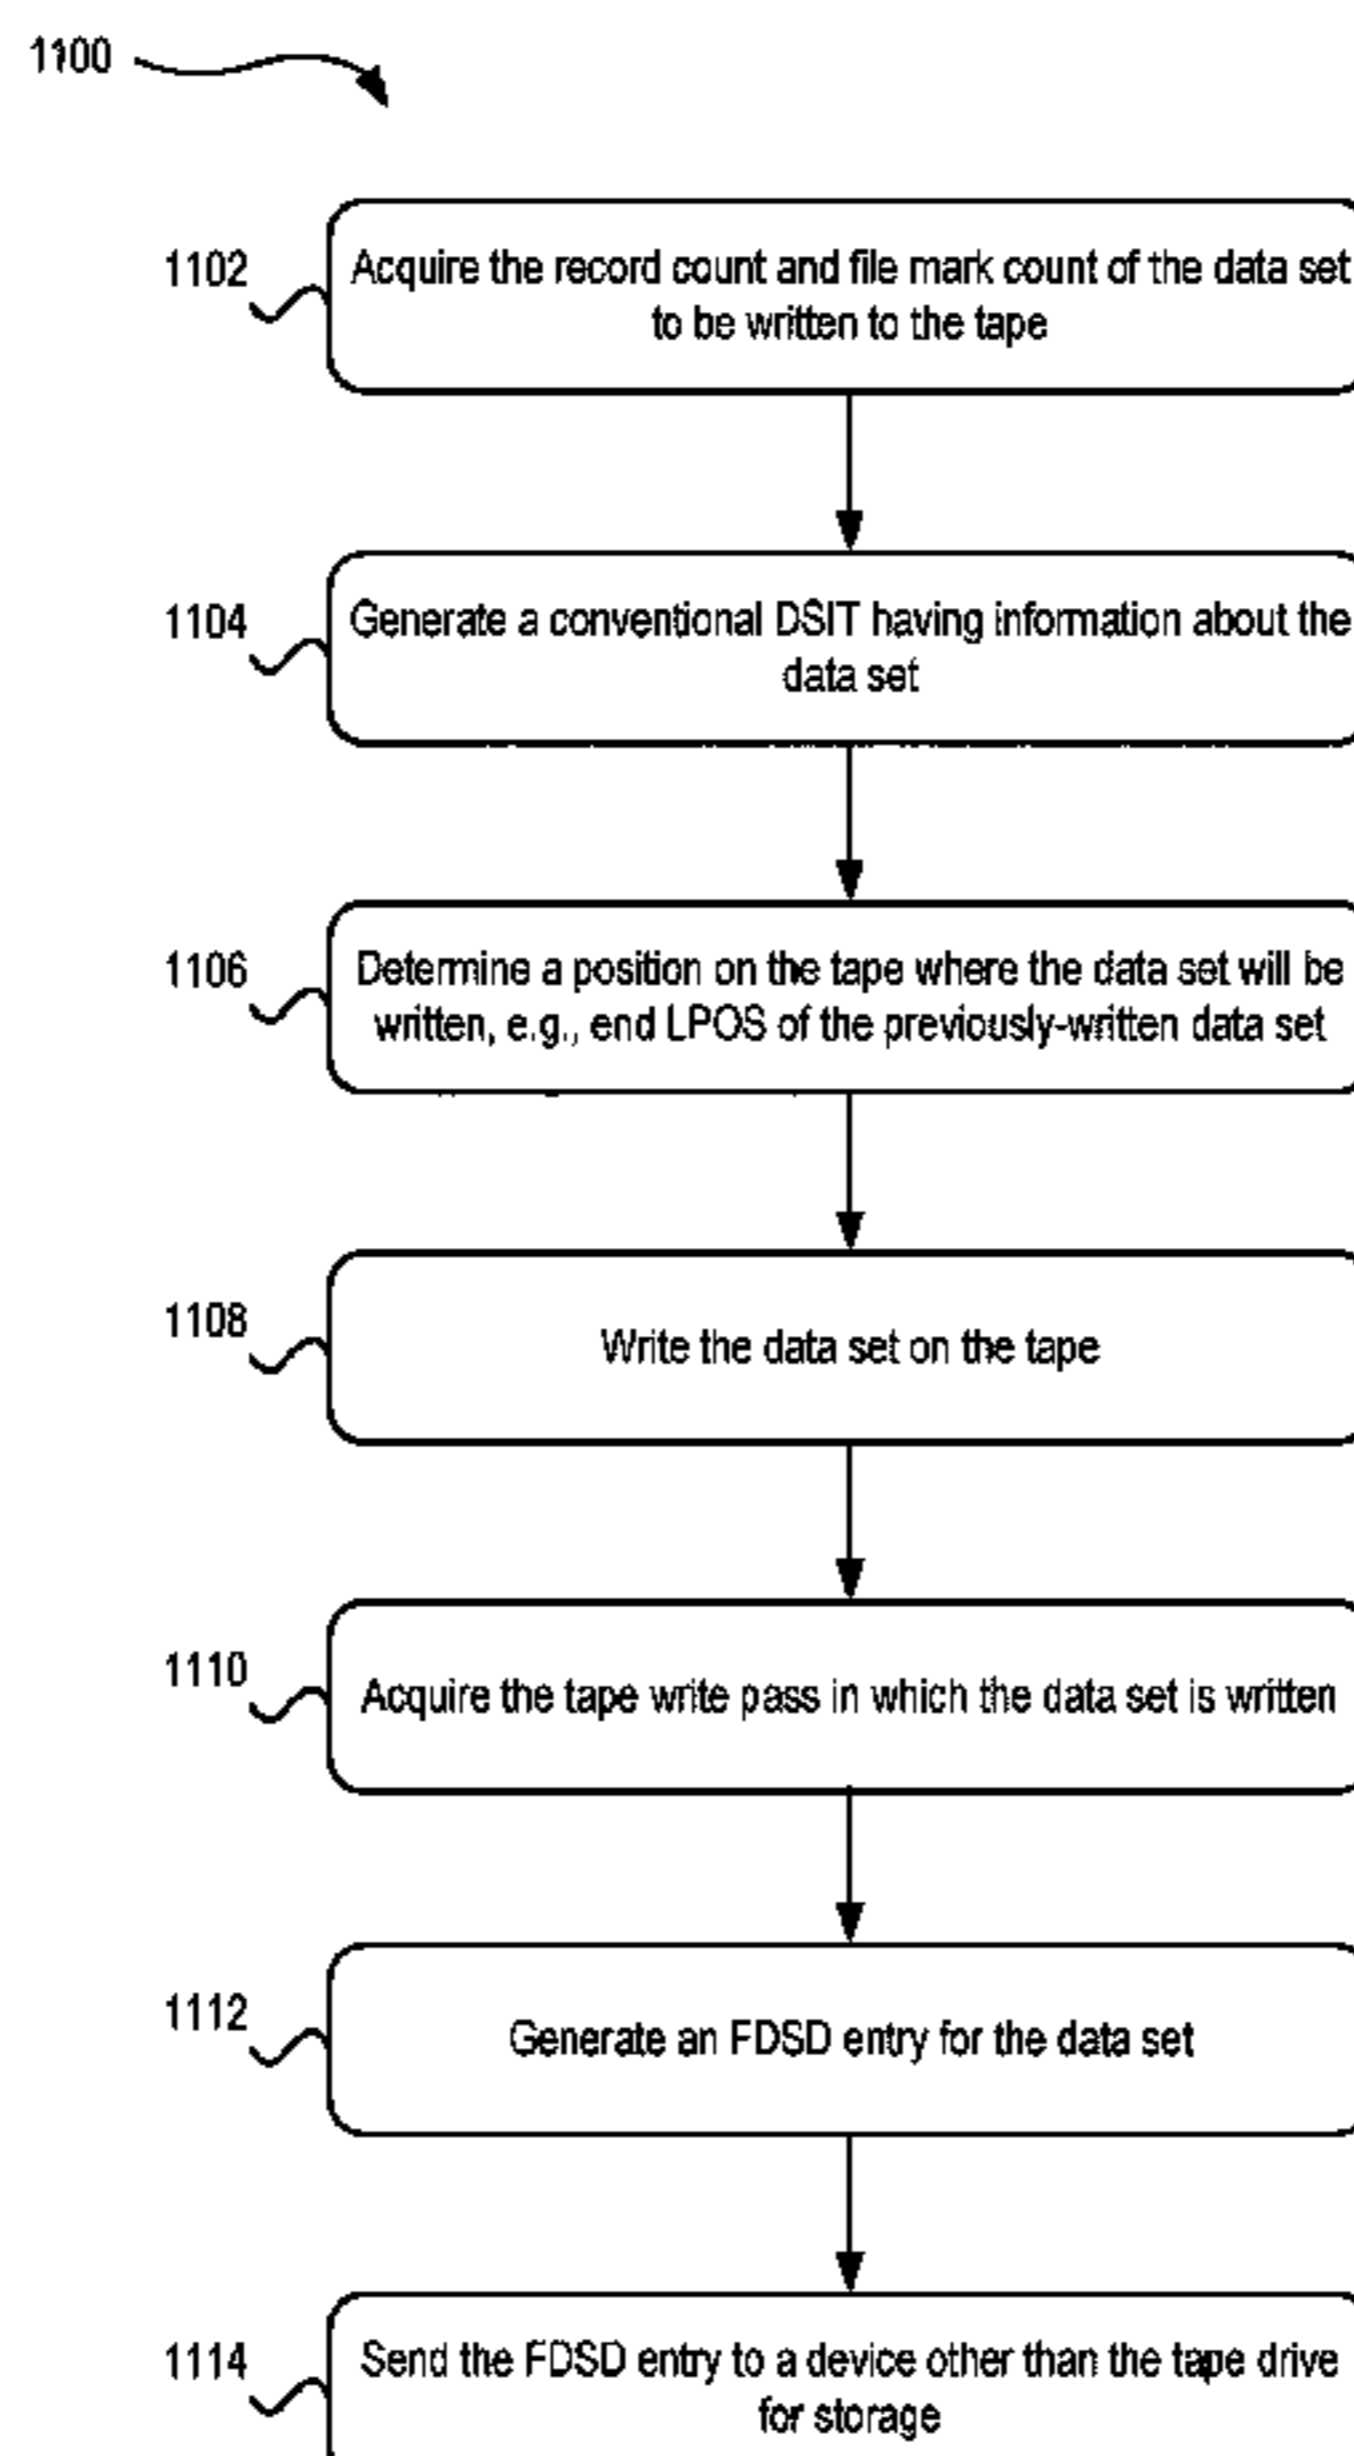 1100
1102
Acquire the record count and file mark count of the data set
to be written to the tape
1104
Generate a conventional DSIT having information about the
data set
1106
Determine a position on the tape where the data set will be
written, e.g., end LPOS of the previously-written data set
1108
Write the data set on the tape
1110
Acquire the tape write pass in which the data set is written
1112
Generate an FDSD entry for the data set
1114
Send the FDSD entry to a device other than the tape drive
for storage